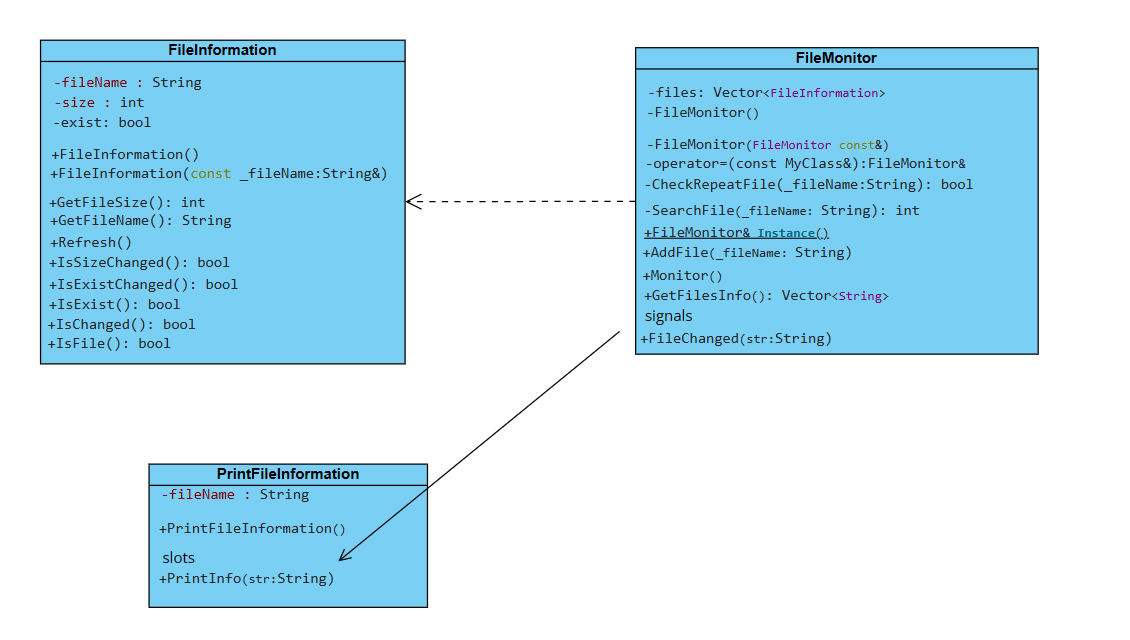 FileInformation
-fileName : String
-size : int
-exist: bool
+FileInformation()
+FileInformation(const _fileName:String&)
+GetFileSize(): int
+GetFileName(): String
+Refresh()
+IsSizeChanged(): bool
+IsExistChanged(): bool
+IsExist(): bool
+IsChanged(): bool
+IsFile(): bool
FileMonitor
-files: Vector<FileInformation>
-FileMonitor()
-FileMonitor(FileMonitor const&)
-operator=(const MyClass&):FileMonitor&
-CheckRepeatFile(_fileName:String): bool
-SearchFile(_fileName: String): int
+FileMonitor& Instance()
+AddFile(_fileName: String)
+Monitor()
+GetFilesInfo(): Vector<String>
signals
+FileChanged(str:String)
PrintFileInformation
-fileName : String
+PrintFileInformation()
slots
+PrintInfo(str:String)